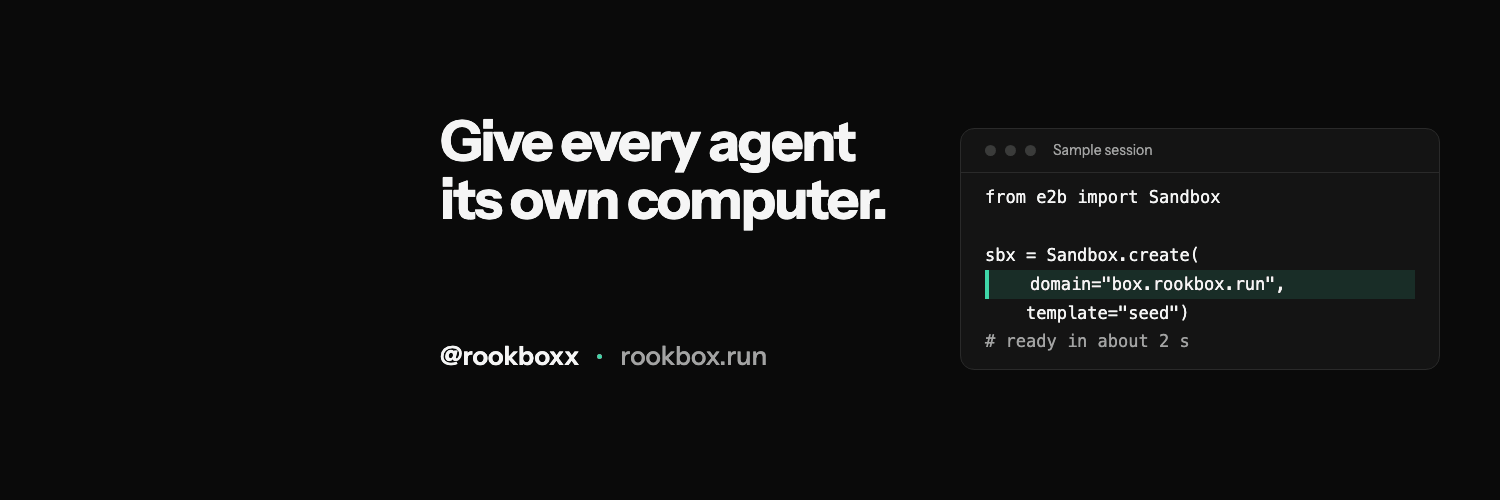 Give every agent
its own computer.
@rookboxx • rookbox.run
Sample session
from e2b import Sandbox
sbx = Sandbox.create(
    domain="box.rookbox.run",
    template="seed")
# ready in about 2 s